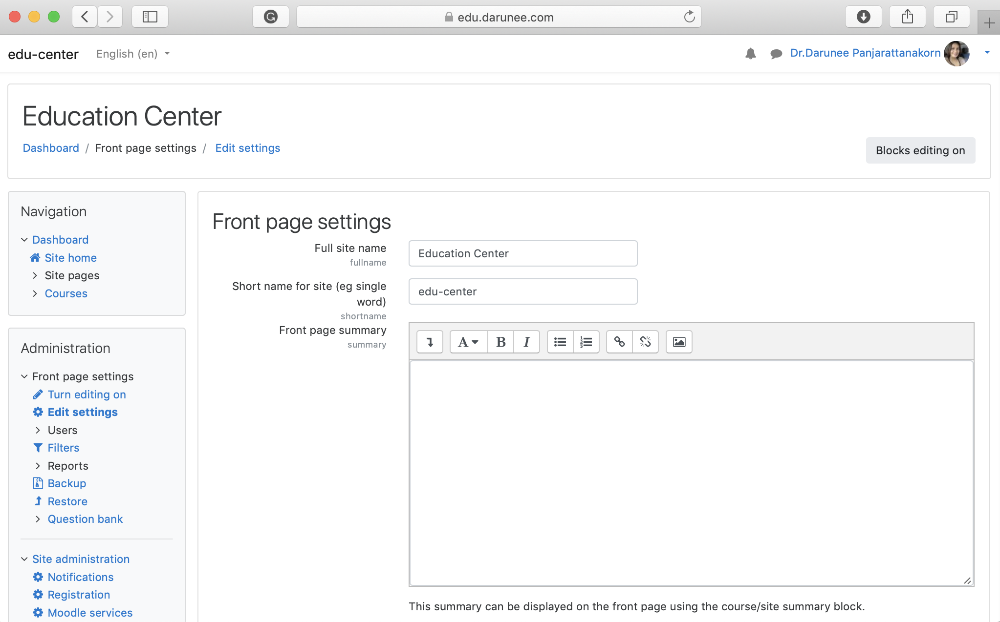 edu.darunee.com
edu-center English (en) Dr.Darunee Panjarattanakorn
Education Center
Dashboard / Front page settings / Edit settings
Blocks editing on
Navigation
Dashboard
Site home
Site pages
Courses
Administration
Front page settings
Turn editing on
Edit settings
Users
Filters
Reports
Backup
Restore
Question bank
Site administration
Notifications
Registration
Moodle services
Front page settings
Full site name
fullname
Education Center
Short name for site (eg single
word)
shortname
edu-center
Front page summary
summary
A B I
This summary can be displayed on the front page using the course/site summary block.